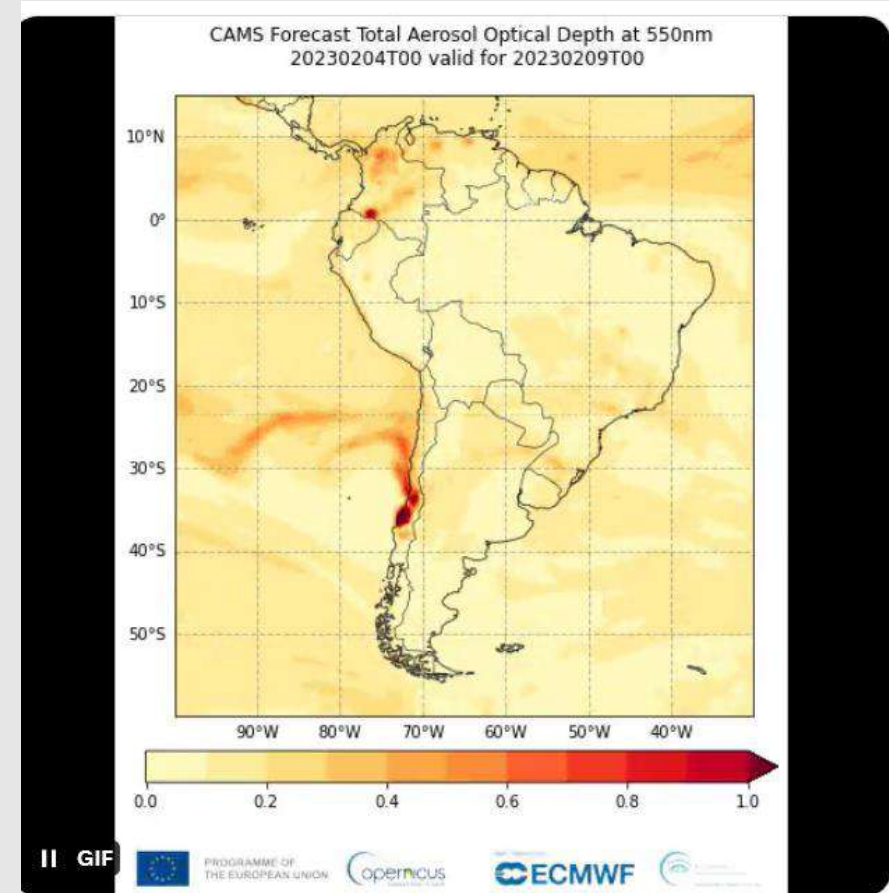 CAMS Forecast Total Aerosol Optical Depth at 550nm
20230204T00 valid for 20230209T00
10°N
0°
10°S
20°S
30°S
40°S
50°S
90°W 80°W 70°W 60°W 50°W 40°W
0.0 0.2 0.4 0.6 0.8 1.0
GIF
PROGRAMME OF
THE EUROPEAN UNION
opernicus
ECMWF